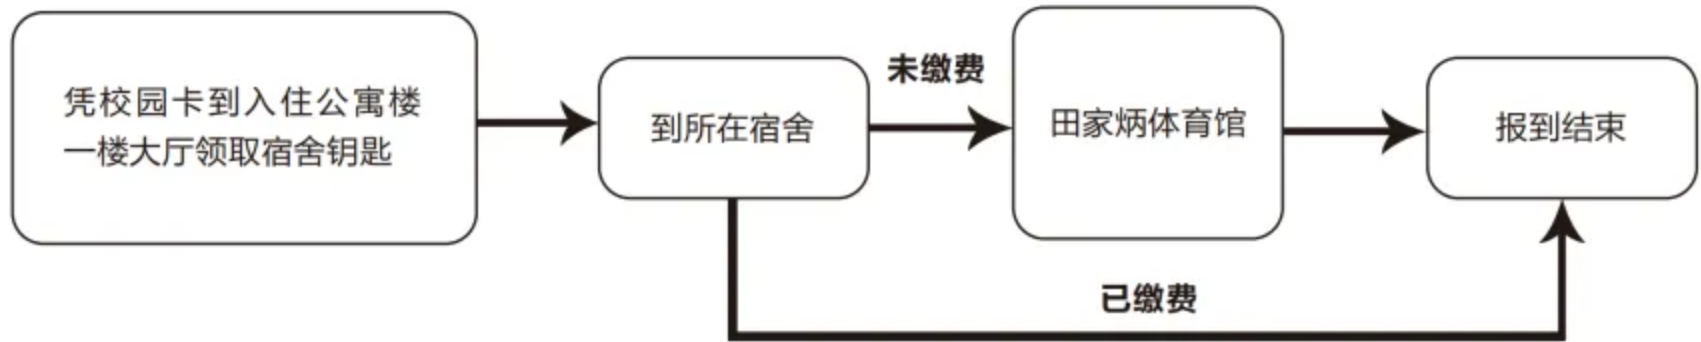 凭校园卡到入住公寓楼
一楼大厅领取宿舍钥匙
到所在宿舍
未缴费
田家炳体育馆
报到结束
已缴费